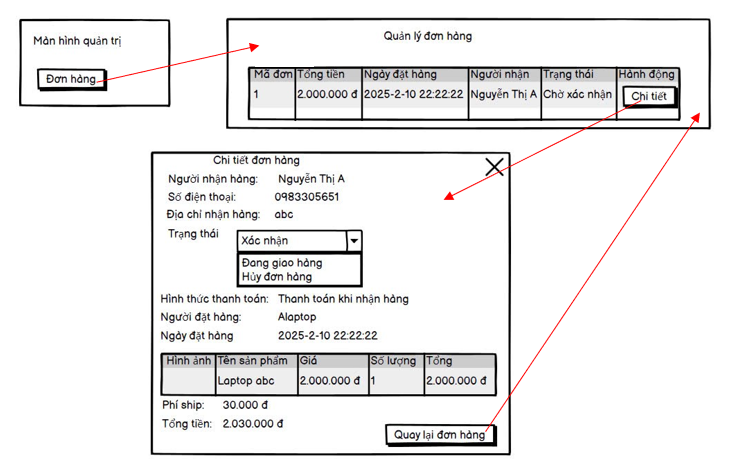 Màn hình quản trị
Đơn hàng
Quản lý đơn hàng
Mã đơn Tổng tiền Ngày đặt hàng Người nhận Trạng thái Hành động
1 2.000.000 đ 2025-2-10 22:22:22 Nguyễn Thị A Chờ xác nhận Chi tiết
Chi tiết đơn hàng
Người nhận hàng: Nguyễn Thị A
Số điện thoại: 0983305651
Địa chỉ nhận hàng: abc
Trạng thái Xác nhận
Đang giao hàng
Hủy đơn hàng
Hình thức thanh toán: Thanh toán khi nhận hàng
Người đặt hàng: Alaptop
Ngày đặt hàng 2025-2-10 22:22:22
Hình ảnh Tên sản phẩm Giá Số lượng Tổng
Laptop abc 2.000.000 đ 1 2.000.000 đ
Phí ship: 30.000 đ
Tổng tiền: 2.030.000 đ
Quay lại đơn hàng